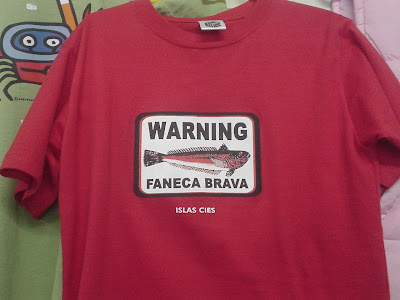 WARNING
FANECA BRAVA
ISLAS CIES